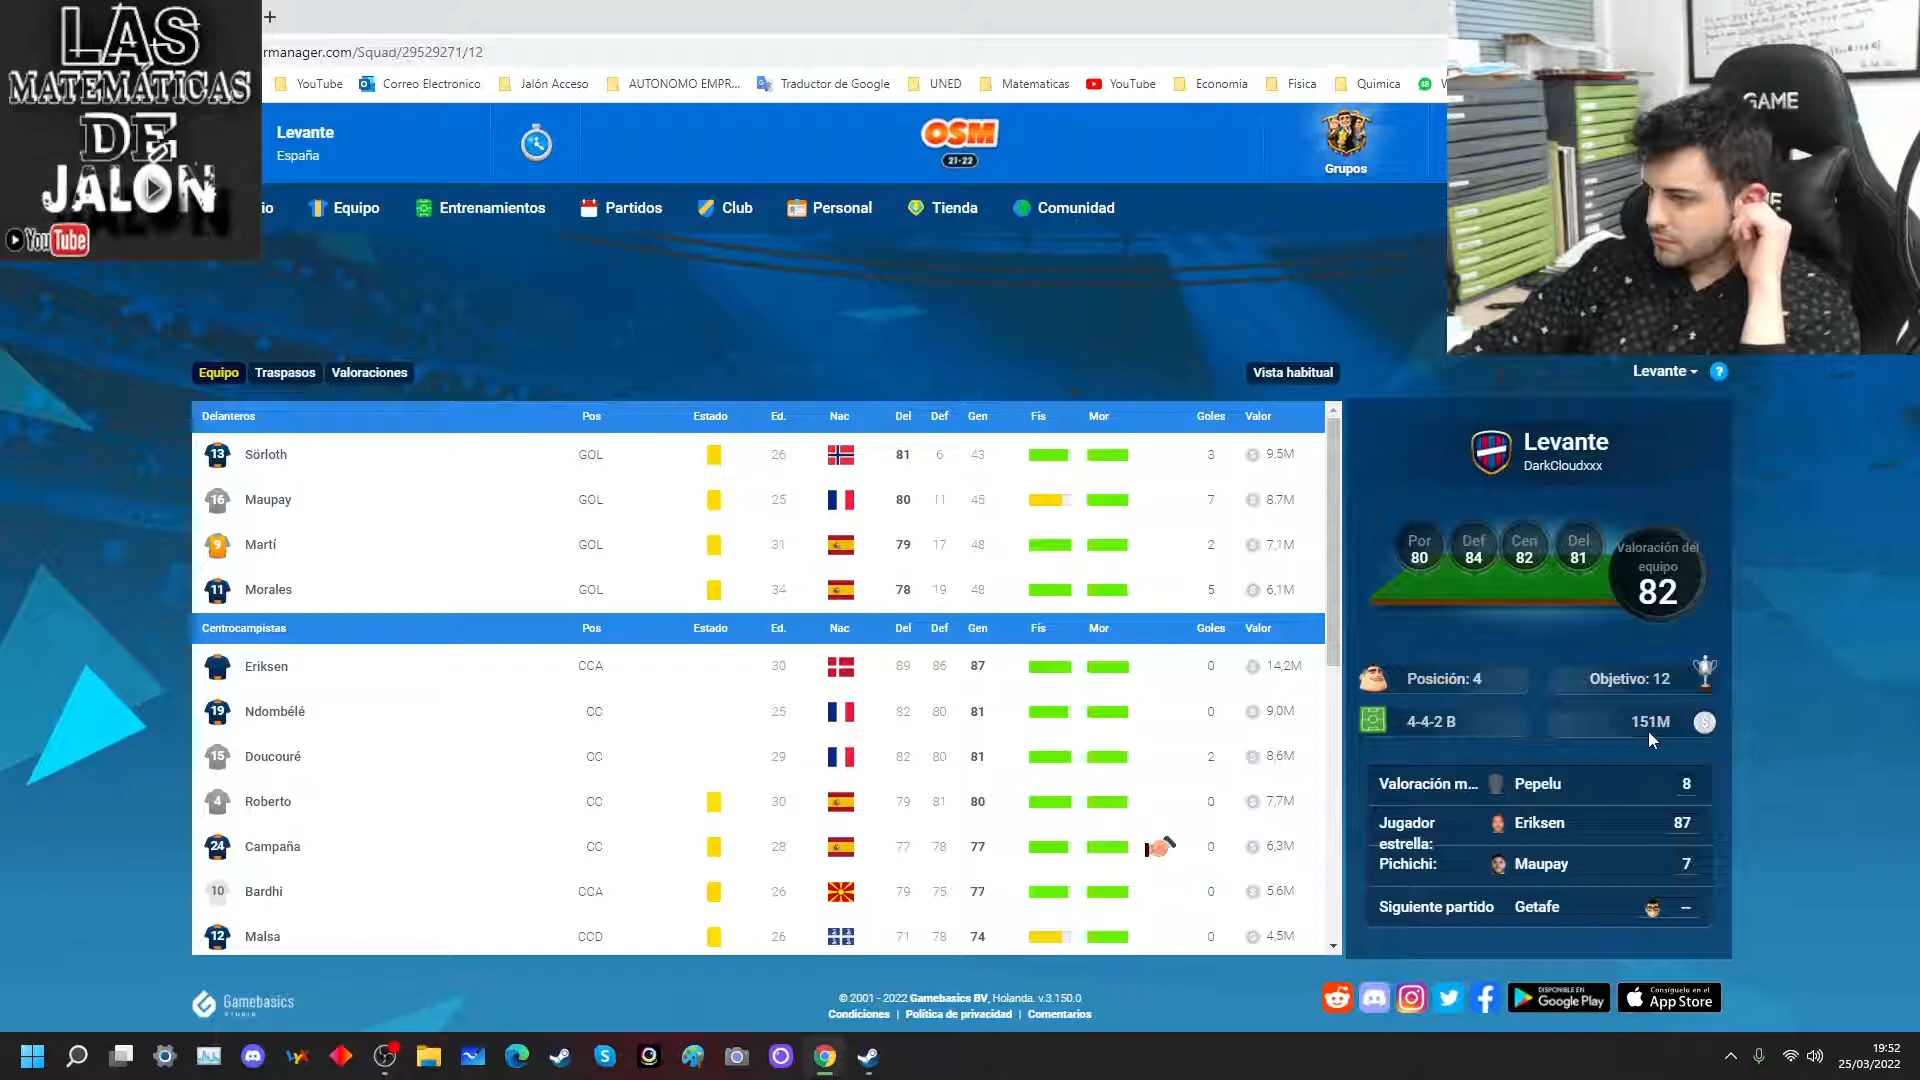 LAS
MATEMÁTICAS
DE
JALÓN
YouTube
rmanager.com/Squad/29529271/12
YouTube Correo Electronico Jalón Acceso AUTONOMO EMPR... Traductor de Google UNED Matematicas YouTube Economia Fisica Quimica
Levante
España
OSM
21-22
Grupos
GAME
io Equipo Entrenamientos Partidos Club Personal Tienda Comunidad
Equipo Traspasos Valoraciones Vista habitual Levante ?
Delanteros Pos Estado Ed. Nac Del Def Gen Fís Mor Goles Valor
13 Sörloth GOL 26 81 6 43 3 9,5M
16 Maupay GOL 25 80 11 45 7 8,7M
9 Martí GOL 31 79 17 48 2 7,1M
11 Morales GOL 34 78 19 48 5 6,1M
Centrocampistas Pos Estado Ed. Nac Del Def Gen Fís Mor Goles Valor
Eriksen CCA 30 89 86 87 0 14,2M
19 Ndombélé CC 25 82 80 81 0 9,0M
15 Doucouré CC 29 82 80 81 2 8,6M
4 Roberto CC 30 79 81 80 0 7,7M
24 Campaña CC 28 77 78 77 0 6,3M
10 Bardhi CCA 26 79 75 77 0 5,6M
12 Malsa CCD 26 71 78 74 0 4,5M
Levante
DarkCloudxxx
Por 80 Def 84 Cen 82 Del 81
Valoración del
equipo
82
Posición: 4 Objetivo: 12
4-4-2 B 151M
Valoración m... Pepelu 8
Jugador
estrella: Eriksen 87
Pichichi: Maupay 7
Siguiente partido Getafe --
Gamebasics
STUDIO
© 2001 - 2022 Gamebasics BV, Holanda. v.3.150.0
Condiciones | Política de privacidad | Comentarios
DISPONIBLE EN
Google Play
Consíguelo en el
App Store
19:52
25/03/2022